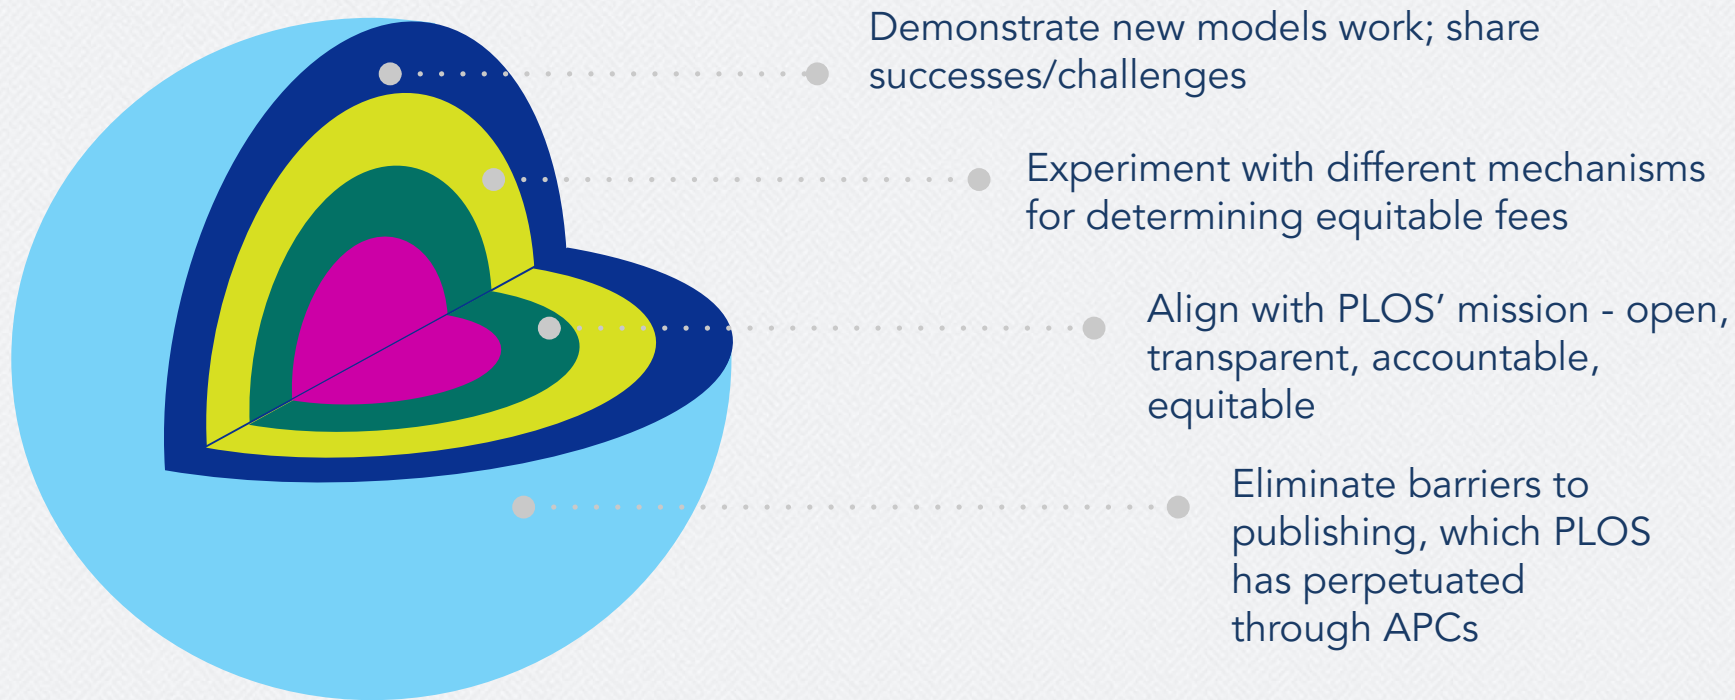 Demonstrate new models work; share
successes/challenges
Experiment with different mechanisms
for determining equitable fees
Align with PLOS’ mission - open,
transparent, accountable,
equitable
Eliminate barriers to
publishing, which PLOS
has perpetuated
through APCs